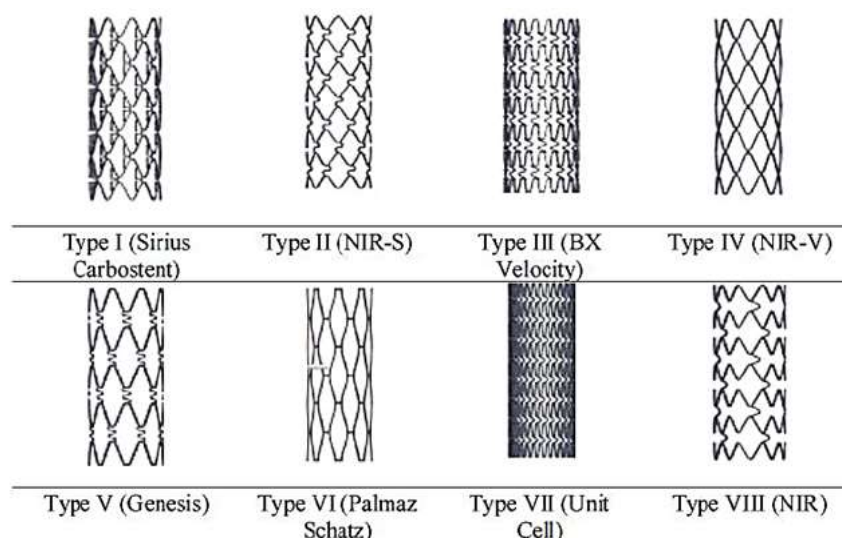 Type I (Sirius
Carbostent)
Type II (NIR-S)
Type III (BX
Velocity)
Type IV (NIR-V)
Type V (Genesis)
Type VI (Palmaz
Schatz)
Type VII (Unit
Cell)
Type VIII (NIR)